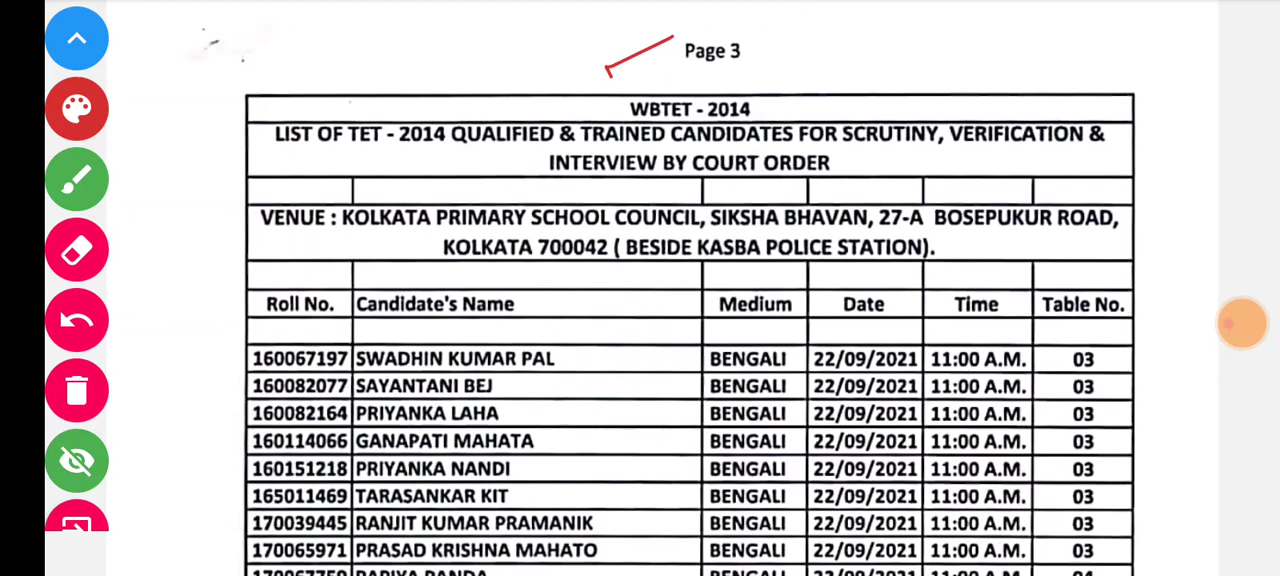 Page 3
WBTET - 2014
LIST OF TET - 2014 QUALIFIED & TRAINED CANDIDATES FOR SCRUTINY, VERIFICATION &
INTERVIEW BY COURT ORDER
VENUE : KOLKATA PRIMARY SCHOOL COUNCIL, SIKSHA BHAVAN, 27-A BOSEPUKUR ROAD,
KOLKATA 700042 ( BESIDE KASBA POLICE STATION).
Roll No. Candidate's Name Medium Date Time Table No.
160067197 SWADHIN KUMAR PAL BENGALI 22/09/2021 11:00 A.M. 03
160082077 SAYANTANI BEJ BENGALI 22/09/2021 11:00 A.M. 03
160082164 PRIYANKA LAHA BENGALI 22/09/2021 11:00 A.M. 03
160114066 GANAPATI MAHATA BENGALI 22/09/2021 11:00 A.M. 03
160151218 PRIYANKA NANDI BENGALI 22/09/2021 11:00 A.M. 03
165011469 TARASANKAR KIT BENGALI 22/09/2021 11:00 A.M. 03
170039445 RANJIT KUMAR PRAMANIK BENGALI 22/09/2021 11:00 A.M. 03
170065971 PRASAD KRISHNA MAHATO BENGALI 22/09/2021 11:00 A.M. 03